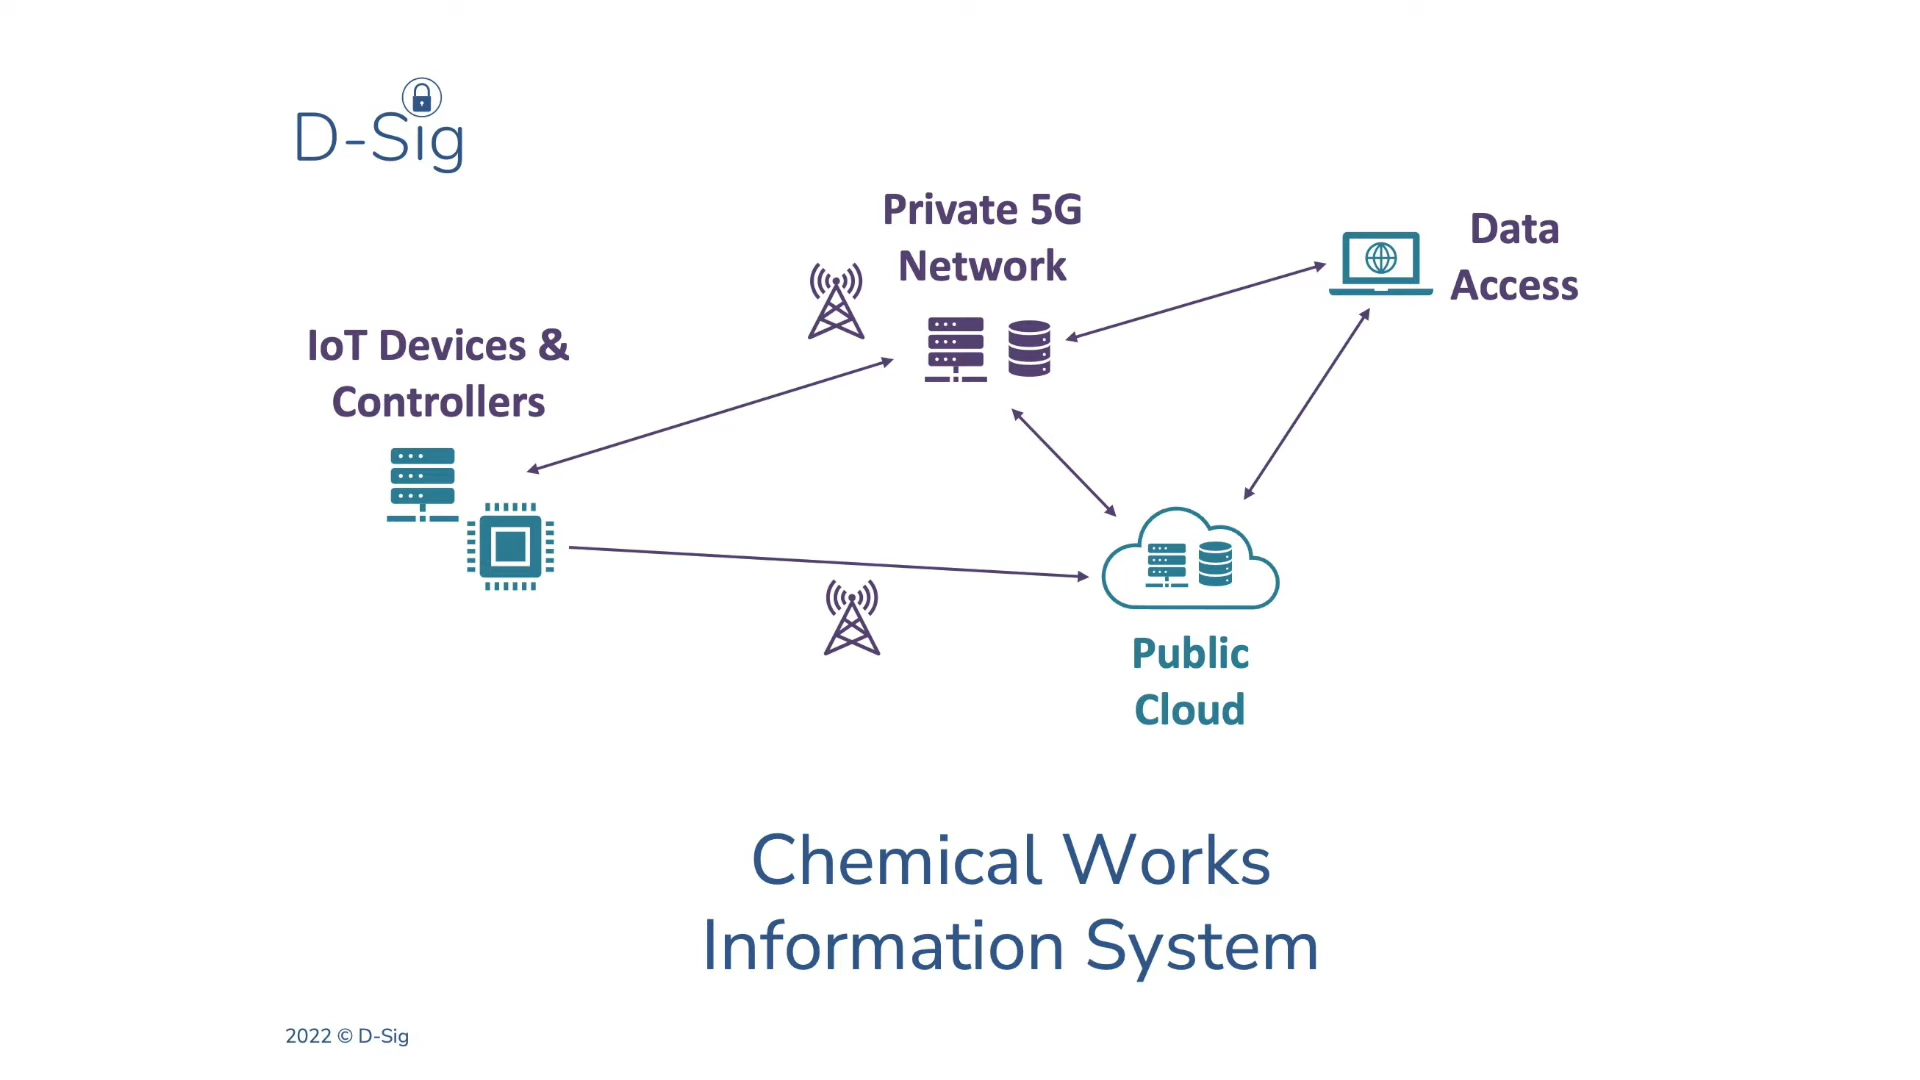 D-Sig
Private 5G
Network
Data
Access
IoT Devices &
Controllers
Public
Cloud
Chemical Works
Information System
2022 © D-Sig